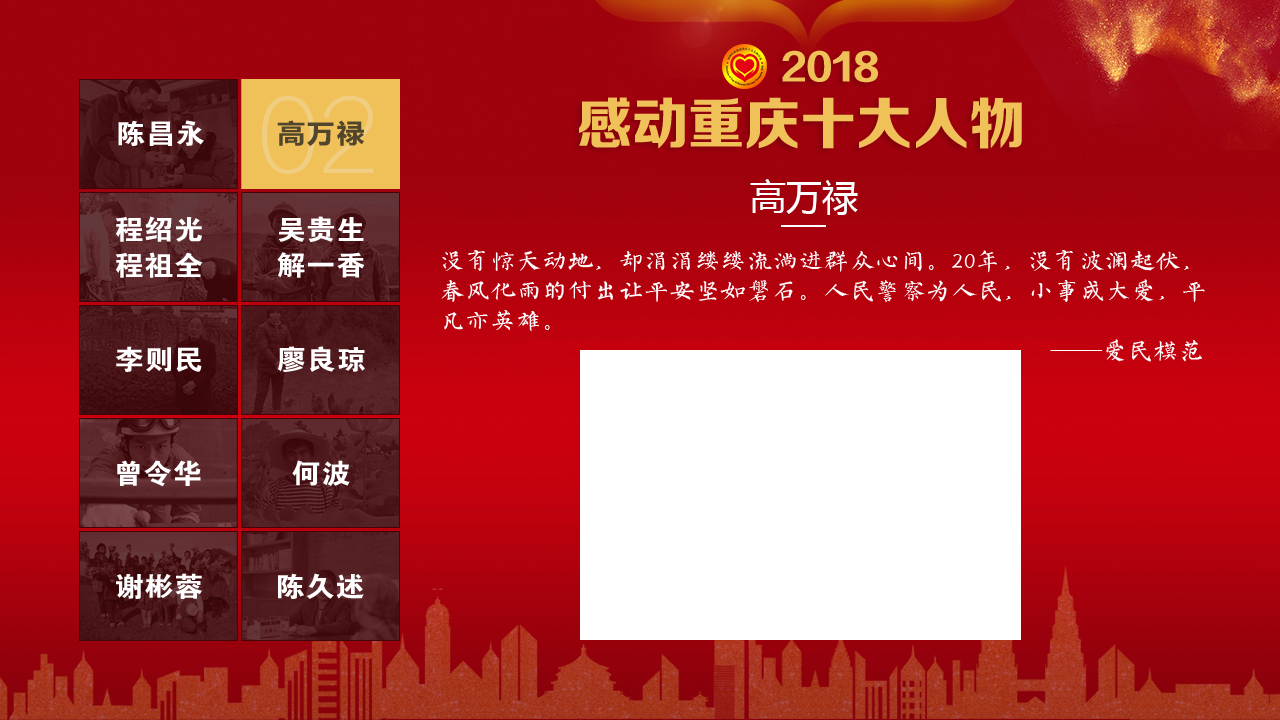 2018
感动重庆十大人物
陈昌永
02
高万禄
程绍光
程祖全
吴贵生
解一香
李则民
廖良琼
曾令华
何波
谢彬蓉
陈久述
高万禄
没有惊天动地，却涓涓缕缕流淌进群众心间。20年，没有波澜起伏，
春风化雨的付出让平安坚如磐石。人民警察为人民，小事成大爱，平
凡亦英雄。
——爱民模范